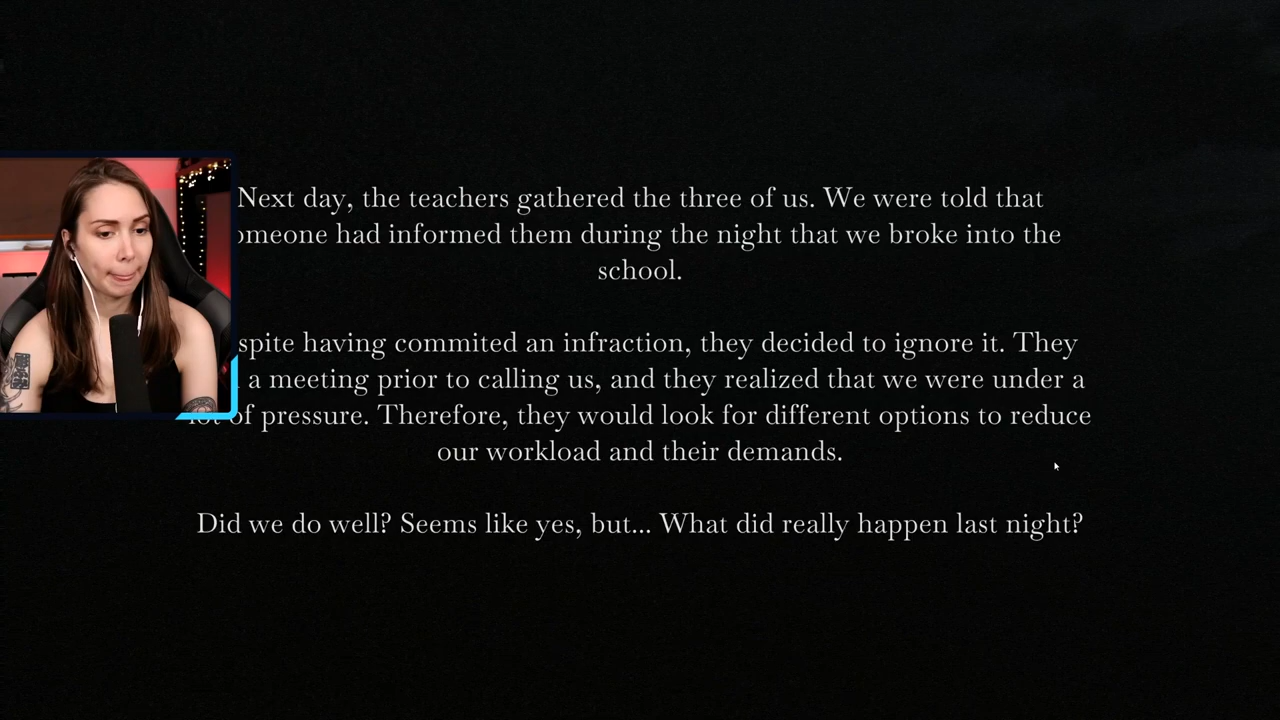 Next day, the teachers gathered the three of us. We were told that
omeone had informed them during the night that we broke into the
school.
spite having commited an infraction, they decided to ignore it. They
a meeting prior to calling us, and they realized that we were under a
of pressure. Therefore, they would look for different options to reduce
our workload and their demands.
Did we do well? Seems like yes, but... What did really happen last night?